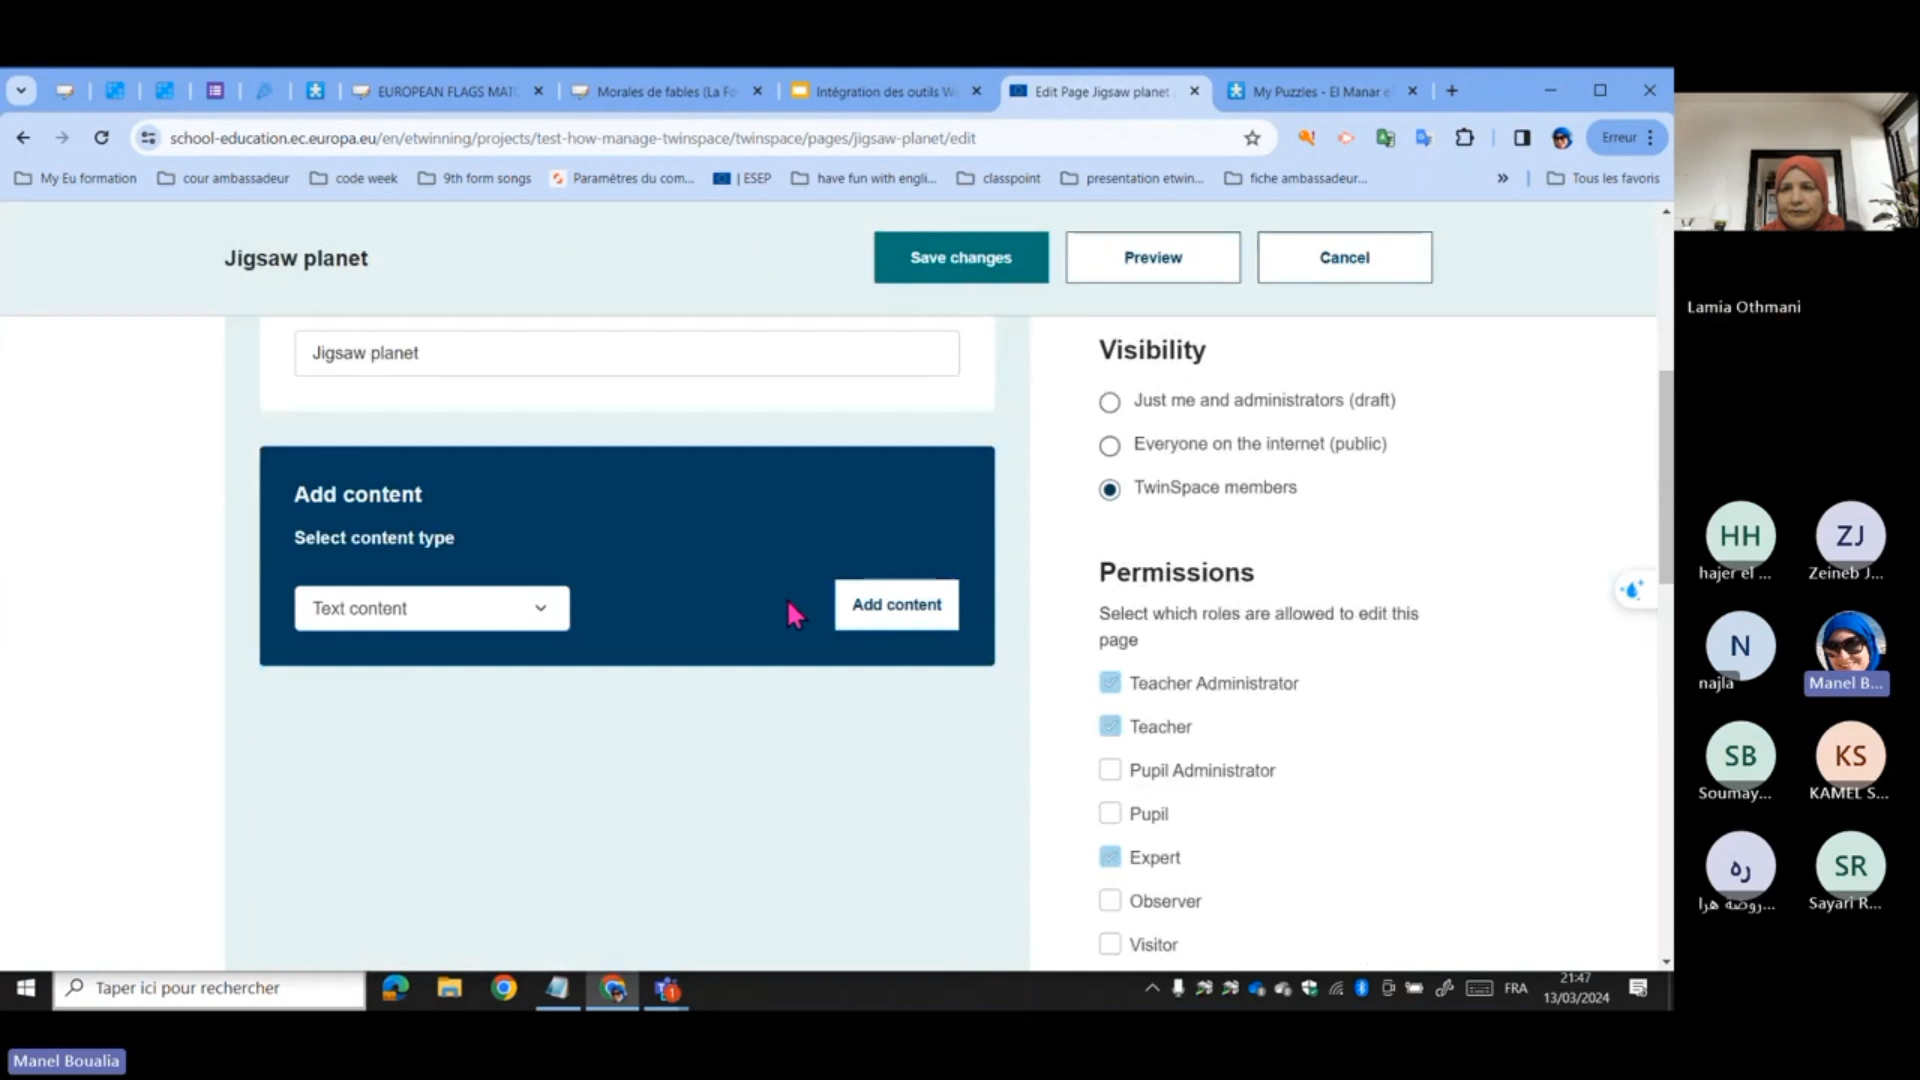 EUROPEAN FLAGS MATC
Morales de fables (La Fo
Intégration des outils W
Edit Page Jigsaw planet
My Puzzles - El Manar e
school-education.ec.europa.eu/en/etwinning/projects/test-how-manage-twinspace/twinspace/pages/jigsaw-planet/edit
Erreur
My Eu formation
cour ambassadeur
code week
9th form songs
Paramètres du com...
| ESEP
have fun with engli...
classpoint
presentation etwin...
fiche ambassadeur...
»
Tous les favoris
Jigsaw planet
Save changes
Preview
Cancel
Jigsaw planet
Add content
Select content type
Text content
Add content
Visibility
Just me and administrators (draft)
Everyone on the internet (public)
TwinSpace members
Permissions
Select which roles are allowed to edit this
page
Teacher Administrator
Teacher
Pupil Administrator
Pupil
Expert
Observer
Visitor
Lamia Othmani
HH
hajer el ...
ZJ
Zeineb J...
N
najla
Manel B...
SB
Soumay...
KS
KAMEL S...
ره
روضة هرا...
SR
Sayari R...
Taper ici pour rechercher
FRA
21:47
13/03/2024
Manel Boualia